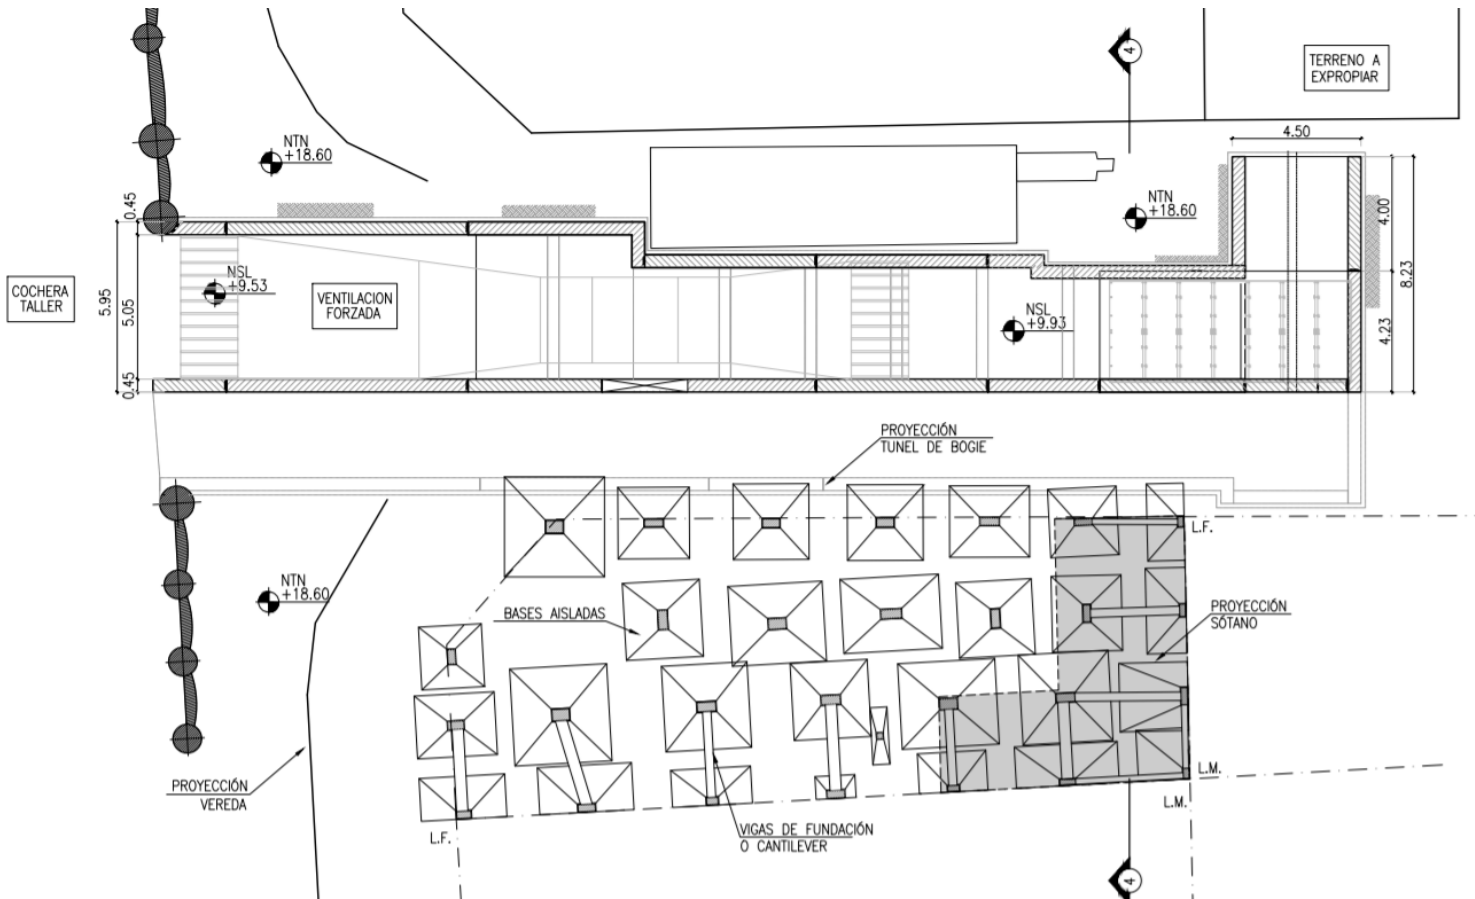 4
TERRENO A
EXPROPIAR
4.50
NTN
+18.60
0.45
NTN
+18.60
4.00
8.23
COCHERA
TALLER
5.95
5.05
NSL
+9.53
VENTILACION
FORZADA
NSL
+9.93
4.23
0.45
PROYECCIÓN
TUNEL DE BOGIE
L.F.
NTN
+18.60
BASES AISLADAS
PROYECCIÓN
SÓTANO
PROYECCIÓN
VEREDA
L.M.
L.M.
VIGAS DE FUNDACIÓN
O CANTILEVER
L.F.
4